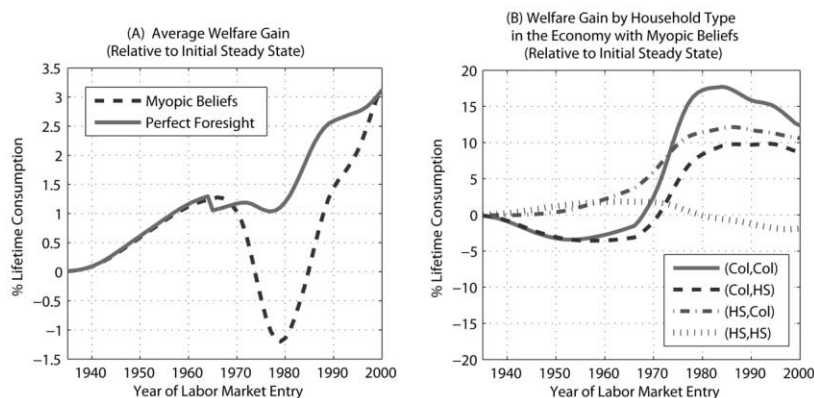 (A) Average Welfare Gain
(Relative to Initial Steady State)
3.5
3
2.5
2
1.5
1
0.5
0
−0.5
−1
−1.5
% Lifetime Consumption
Myopic Beliefs
Perfect Foresight
1940 1950 1960 1970 1980 1990 2000
Year of Labor Market Entry
(B) Welfare Gain by Household Type
in the Economy with Myopic Beliefs
(Relative to Initial Steady State)
20
15
10
5
0
−5
−10
−15
−20
% Lifetime Consumption
(Col,Col)
(Col,HS)
(HS,Col)
(HS,HS)
1940 1950 1960 1970 1980 1990 2000
Year of Labor Market Entry